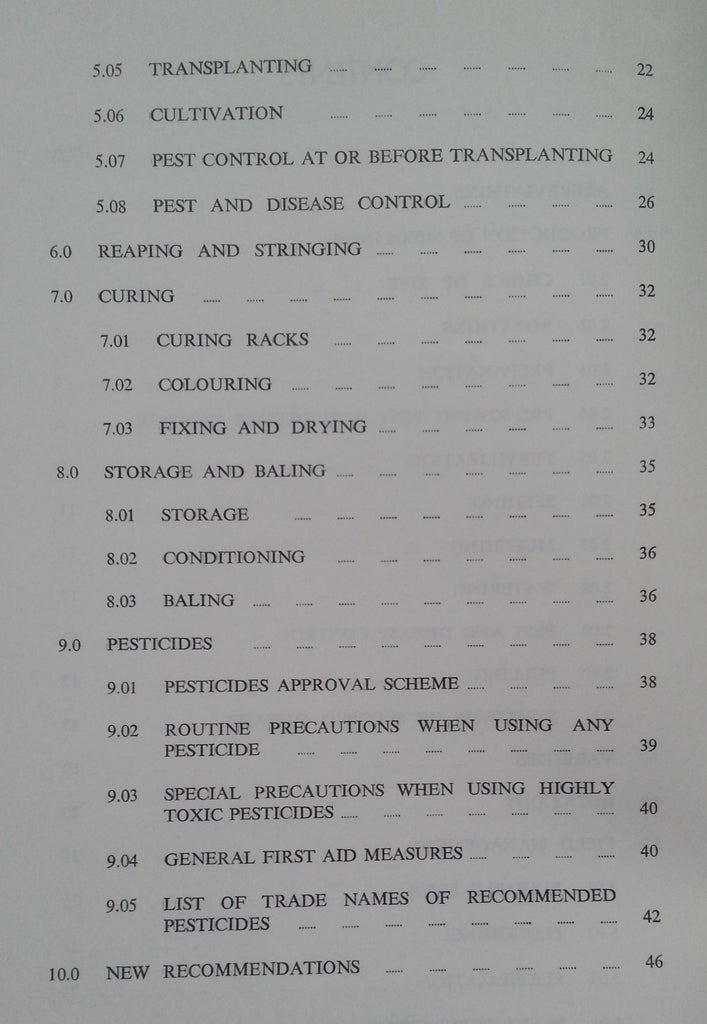 5.05 TRANSPLANTING ...... ...... ...... ...... ...... ...... ...... 22
5.06 CULTIVATION ...... ...... ...... ...... ...... ...... ...... 24
5.07 PEST CONTROL AT OR BEFORE TRANSPLANTING 24
5.08 PEST AND DISEASE CONTROL ...... ...... ...... ...... 26
6.0 REAPING AND STRINGING ...... ...... ...... ...... ...... ...... 30
7.0 CURING ...... ...... ...... ...... ...... ...... ...... ...... ...... ...... 32
7.01 CURING RACKS ...... ...... ...... ...... ...... ...... ...... 32
7.02 COLOURING ...... ...... ...... ...... ...... ...... ...... ...... 32
7.03 FIXING AND DRYING ...... ...... ...... ...... ...... ...... 33
8.0 STORAGE AND BALING ...... ...... ...... ...... ...... ...... ...... 35
8.01 STORAGE ...... ...... ...... ...... ...... ...... ...... ...... 35
8.02 CONDITIONING ...... ...... ...... ...... ...... ...... ...... 36
8.03 BALING ...... ...... ...... ...... ...... ...... ...... ...... ...... 36
9.0 PESTICIDES ...... ...... ...... ...... ...... ...... ...... ...... ...... 38
9.01 PESTICIDES APPROVAL SCHEME ...... ...... ...... ...... 38
9.02 ROUTINE PRECAUTIONS WHEN USING ANY
PESTICIDE ...... ...... ...... ...... ...... ...... ...... ...... 39
9.03 SPECIAL PRECAUTIONS WHEN USING HIGHLY
TOXIC PESTICIDES ...... ...... ...... ...... ...... ...... ...... 40
9.04 GENERAL FIRST AID MEASURES ...... ...... ...... ...... 40
9.05 LIST OF TRADE NAMES OF RECOMMENDED
PESTICIDES ...... ...... ...... ...... ...... ...... ...... ...... 42
10.0 NEW RECOMMENDATIONS ...... ...... ...... ...... ...... ...... 46